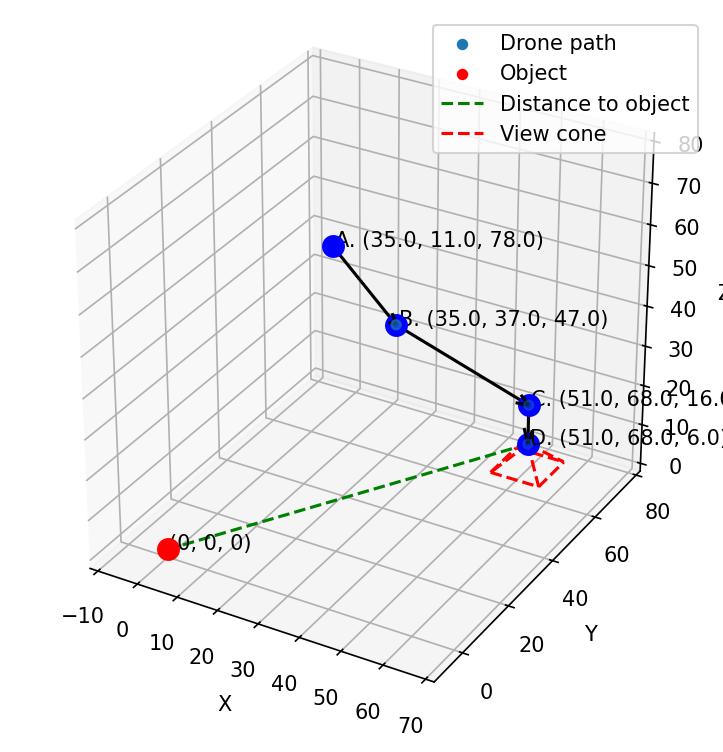 Drone path
Object
Distance to object
View cone
A. (35.0, 11.0, 78.0)
B. (35.0, 37.0, 47.0)
C. (51.0, 68.0, 16.0
D. (51.0, 68.0, 6.0)
(0, 0, 0)
80
70
60
50
40
30
20
10
0
Z
−10
0
10
20
30
40
50
60
70
X
0
20
40
60
80
Y